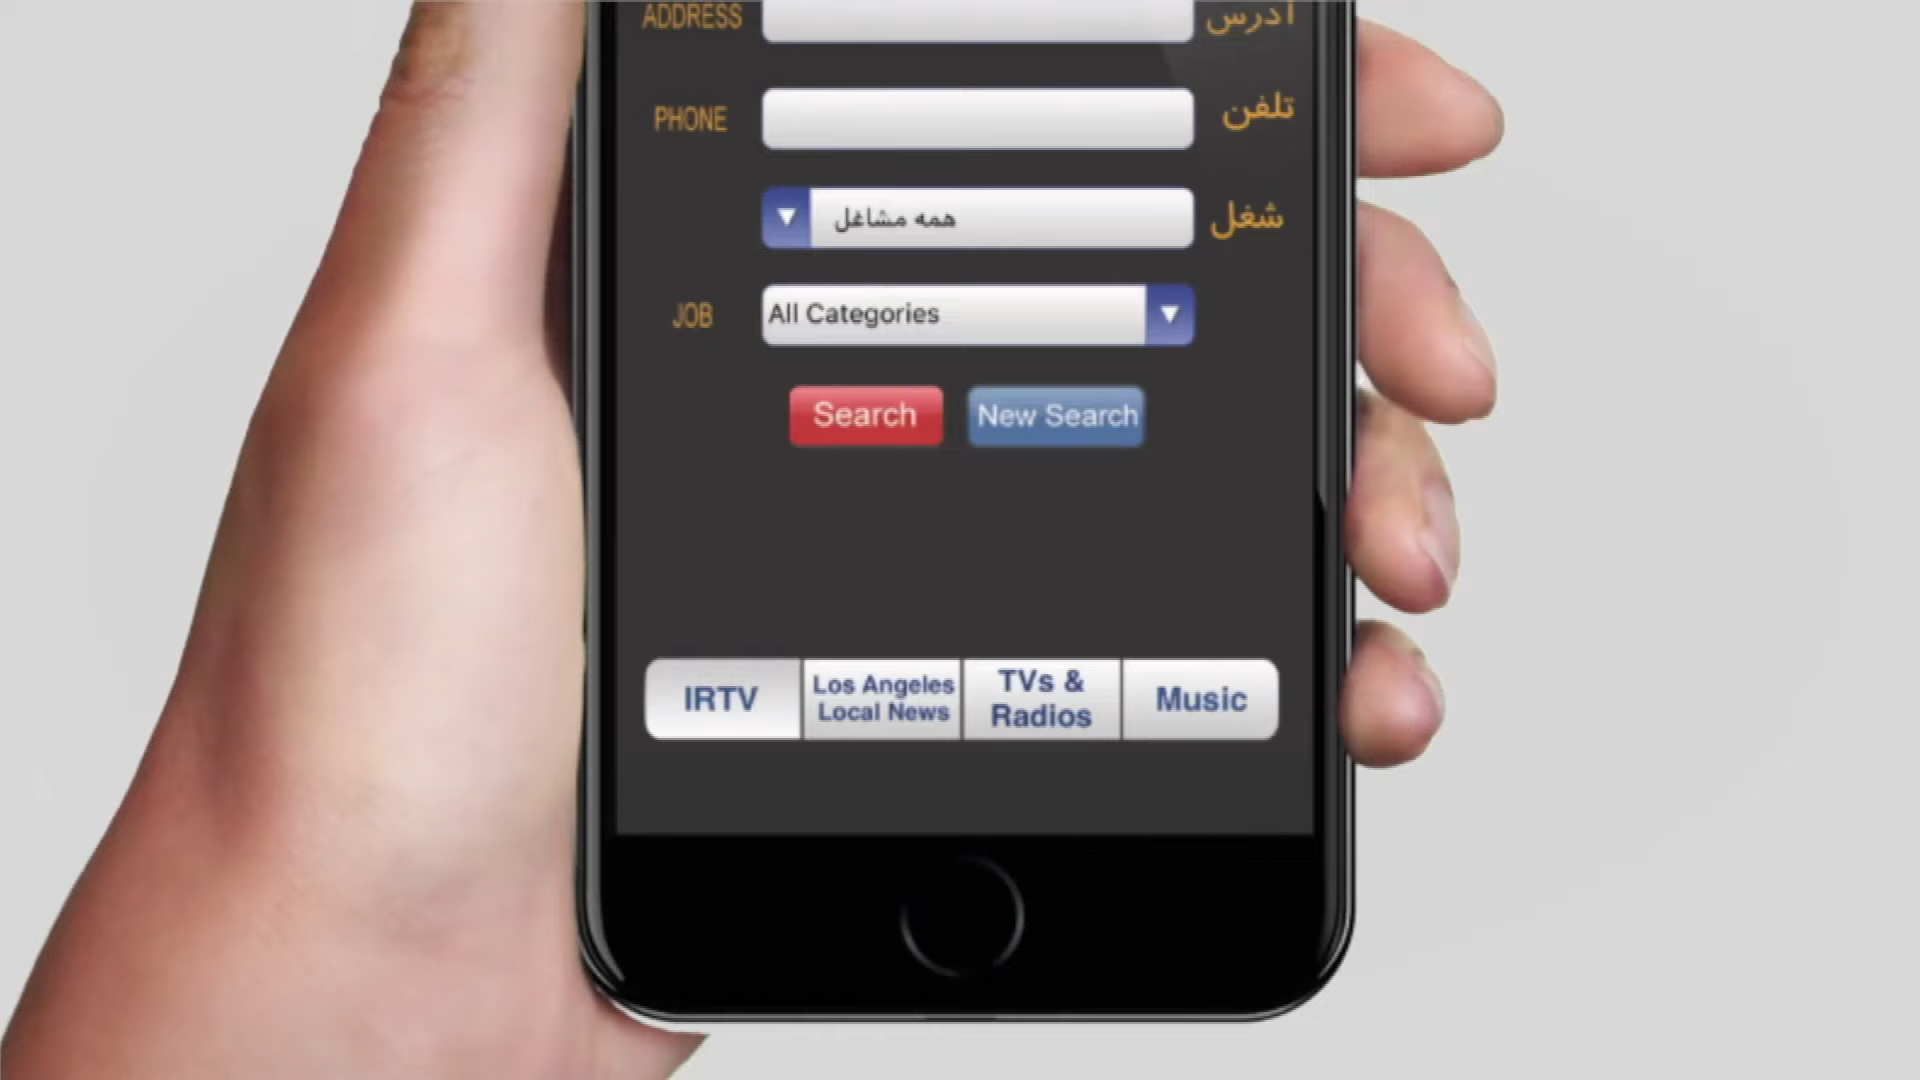 ADDRESS آدرس
PHONE تلفن
همه مشاغل شغل
JOB All Categories
Search New Search
IRTV
Los Angeles
Local News
TVs &
Radios
Music